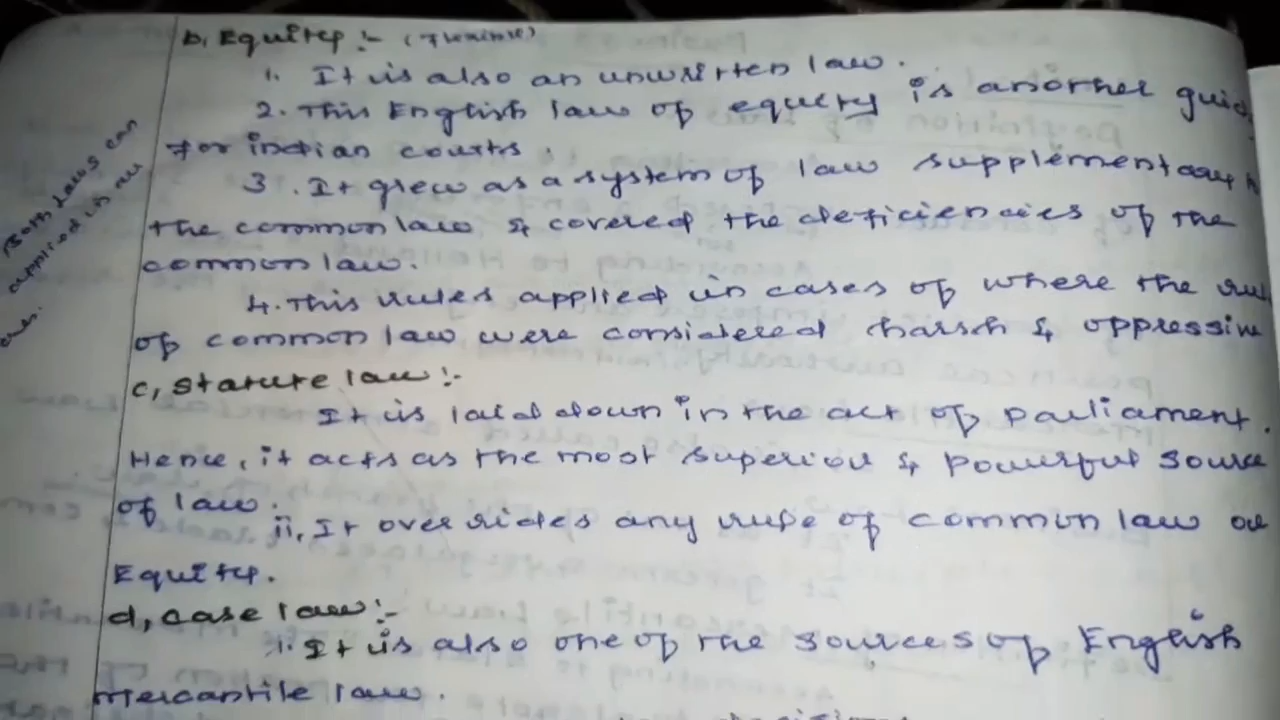 b, Equity :- (Flexible)
1. It is also an unwritten law.
2. This English law of equity is another guid
for indian courts.
3. It grew as a system of law supplementary
the common law & covered the deficiencies of the
common law.
4. This rules applied in cases of where the rul
of common law were considered harsh & oppressive
c, Statute law :-
It is laid down in the act of parliament.
Hence, it acts as the most superior & powerful source
of law.
ii, It over rides any rule of common law or
Equity.
d, case law :-
1. It is also one of the sources of English
mercantile law.
Both laws can
applied in